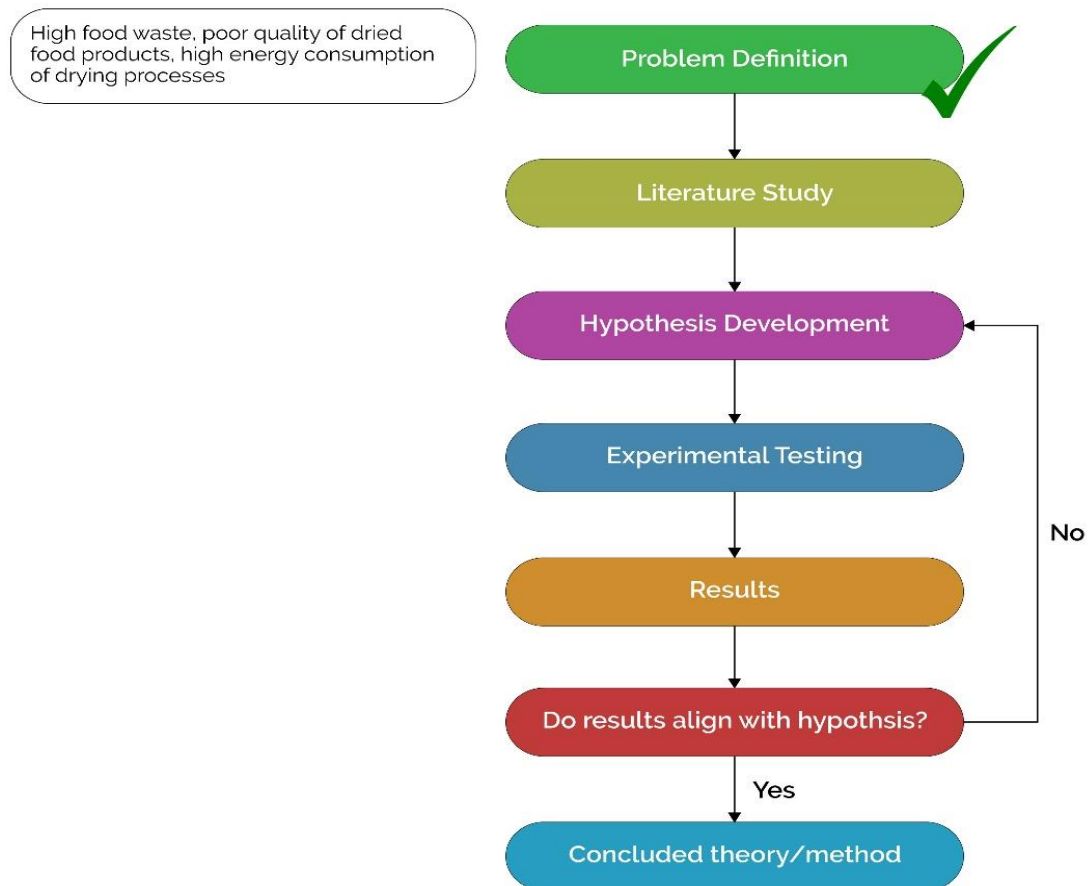 High food waste, poor quality of dried
food products, high energy consumption
of drying processes
Problem Definition
Literature Study
Hypothesis Development
Experimental Testing
No
Results
Do results align with hypothsis?
Yes
Concluded theory/method